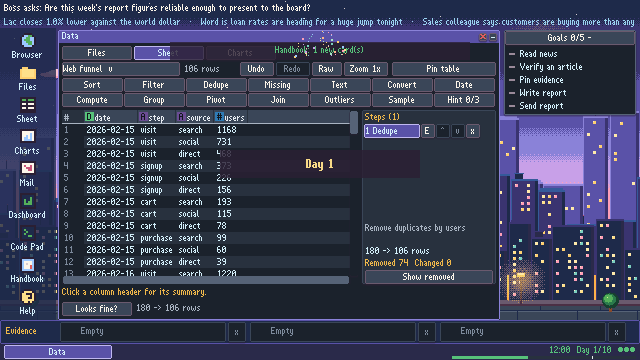 Boss asks: Are this week's report figures reliable enough to present to the board?
Lac closes 1.0% lower against the world dollar · Word is loan rates are heading for a huge jump tonight · Sales colleague says customers are buying more than any
Browser
Files
Sheet
Charts
Mail
Dashboard
Code Pad
Handbook
Help
Data
Files
Sheet
Charts
Handbook: 1 new card(s)
Web funnel v
106 rows
Undo
Redo
Raw
Zoom 1x
Pin table
Sort
Filter
Dedupe
Missing
Text
Convert
Date
Compute
Group
Pivot
Join
Outliers
Sample
Hint 0/3
# D date A step A source # users
1 2026-02-15 visit search 1168
2 2026-02-15 visit social 731
3 2026-02-15 visit direct
4 2026-02-15 signup search
5 2026-02-15 signup social
6 2026-02-15 signup direct 156
7 2026-02-15 cart search 193
8 2026-02-15 cart social 115
9 2026-02-15 cart direct 78
10 2026-02-15 purchase search 99
11 2026-02-15 purchase social 60
12 2026-02-15 purchase direct 39
13 2026-02-16 visit search 1220
Day 1
Steps (1)
1 Dedupe
E
^
v
x
Remove duplicates by users
180 -> 106 rows
Removed 74 Changed 0
Show removed
Click a column header for its summary.
Looks fine?
180 -> 106 rows
Goals 0/5 -
— Read news
— Verify an article
— Pin evidence
— Write report
— Send report
Evidence
Empty
x
Empty
x
Empty
x
Data
12:00 Day 1/10